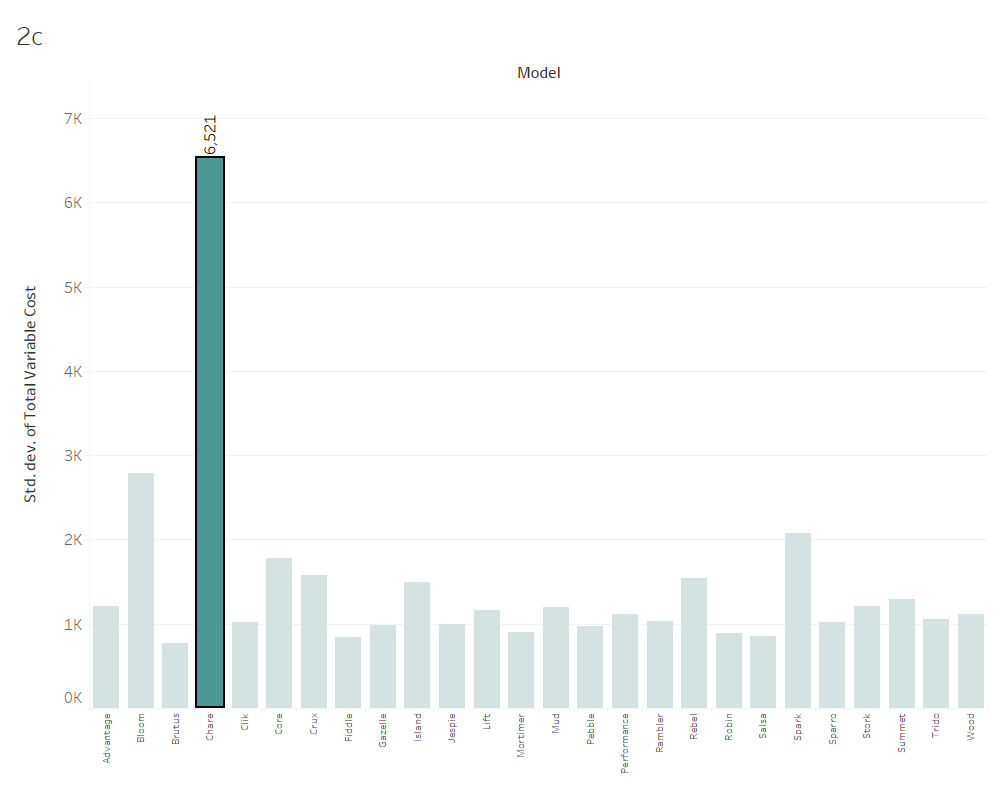 2c
Model
Std. dev. of Total Variable Cost
7K
6K
5K
4K
3K
2K
1K
0K
6,521
Advantage
Bloom
Brutus
Chare
Clik
Core
Crux
Fiddle
Gazelle
Island
Jespie
Lift
Mortimer
Mud
Pebble
Performance
Rambler
Rebel
Robin
Salsa
Spark
Sparro
Stork
Summet
Trido
Wood